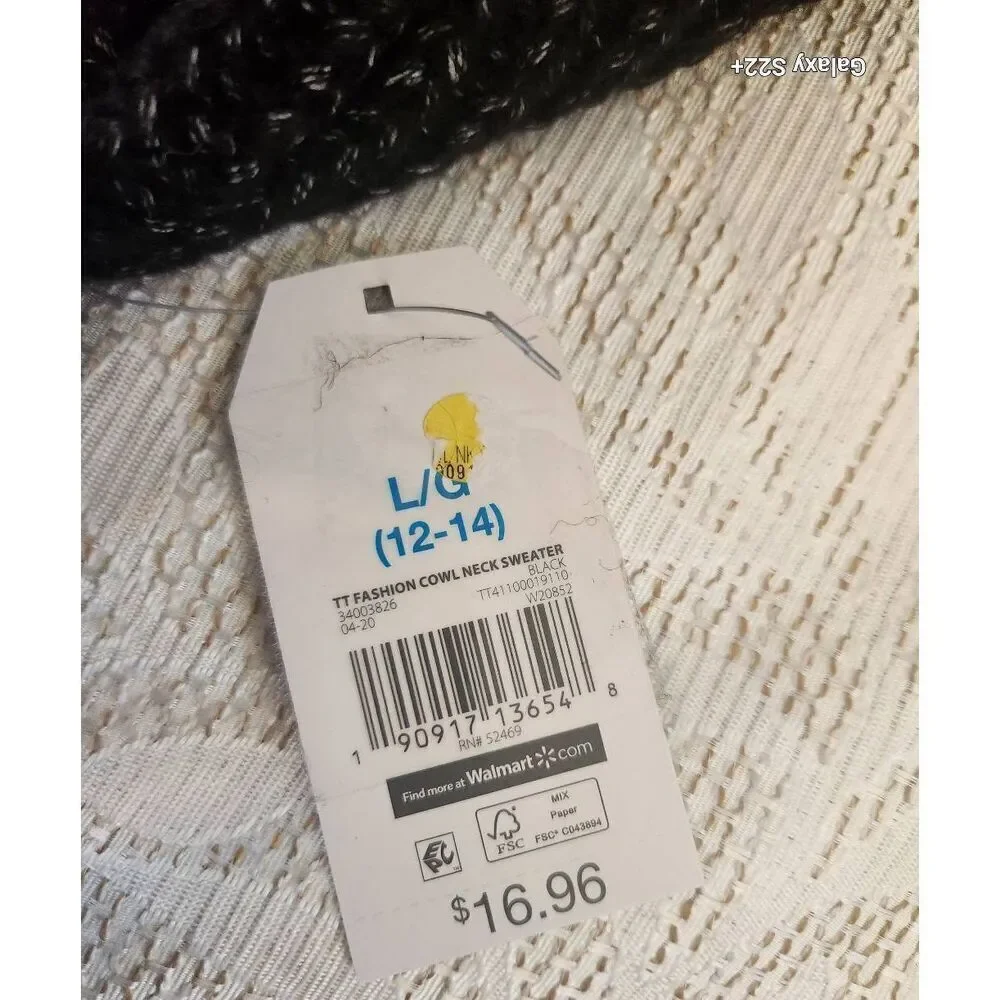 Galaxy S22+
L/G
(12-14)
TT FASHION COWL NECK SWEATER
BLACK
34003826
TT41100019110
04-20
W20852
1 90917 13654 8
RN# 52469
Find more at Walmart.com
FSC
MIX
Paper
FSC® C043894
EPC
$16.96